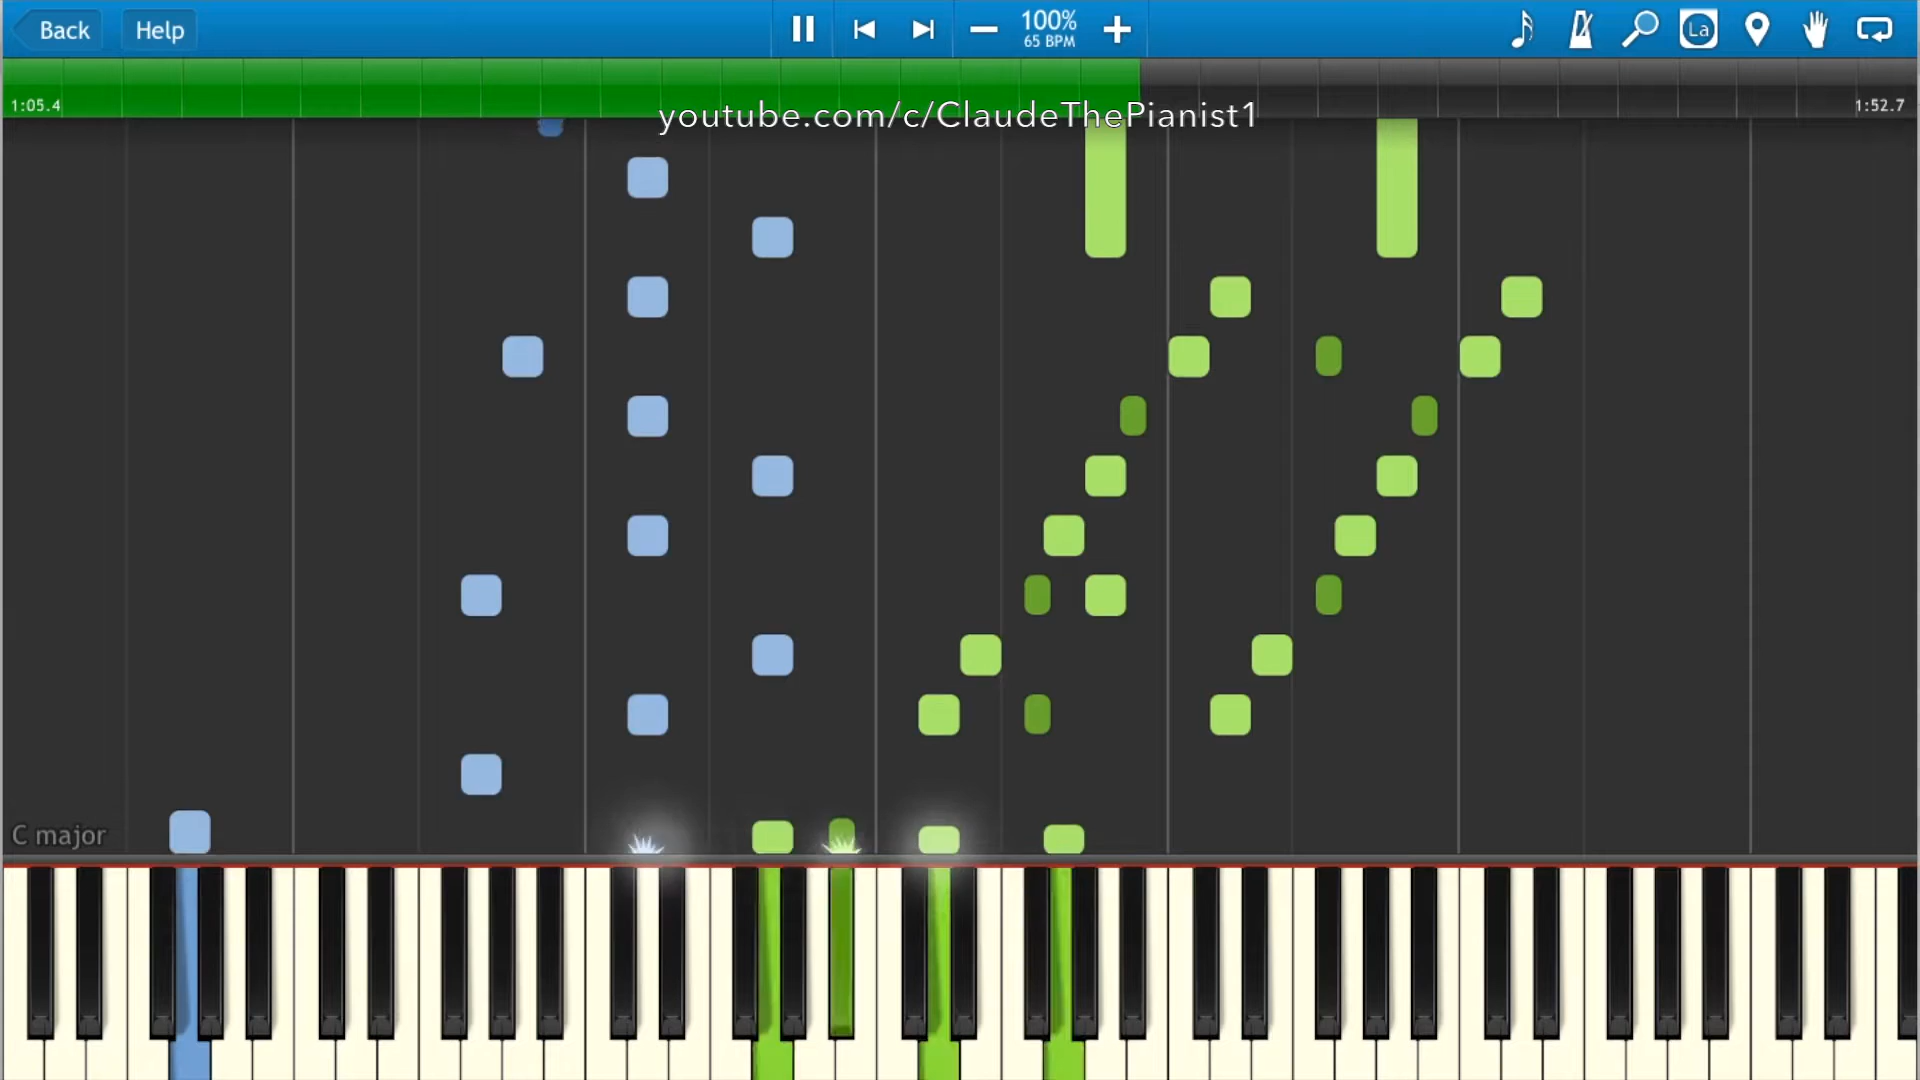 Back
Help
100%
65 BPM
La
1:05.4
1:52.7
youtube.com/c/ClaudeThePianist1
C major